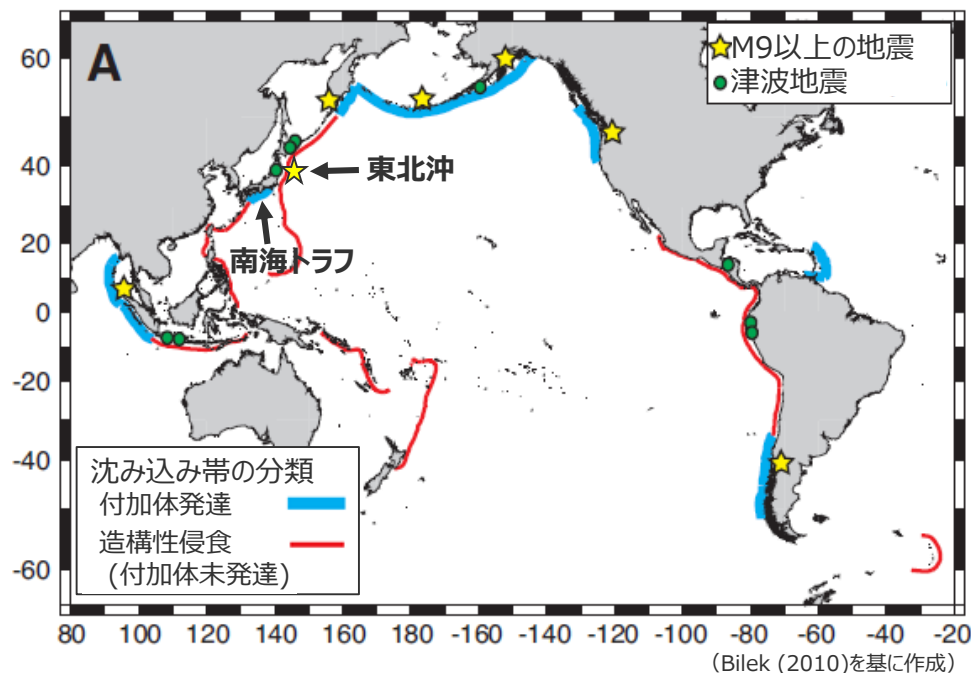 A
M9以上の地震
津波地震
東北沖
南海トラフ
沈み込み帯の分類
付加体発達
造構性侵食
(付加体未発達)
60
40
20
0
-20
-40
-60
80 100 120 140 160 180 -160 -140 -120 -100 -80 -60 -40 -20
（Bilek (2010)を基に作成）